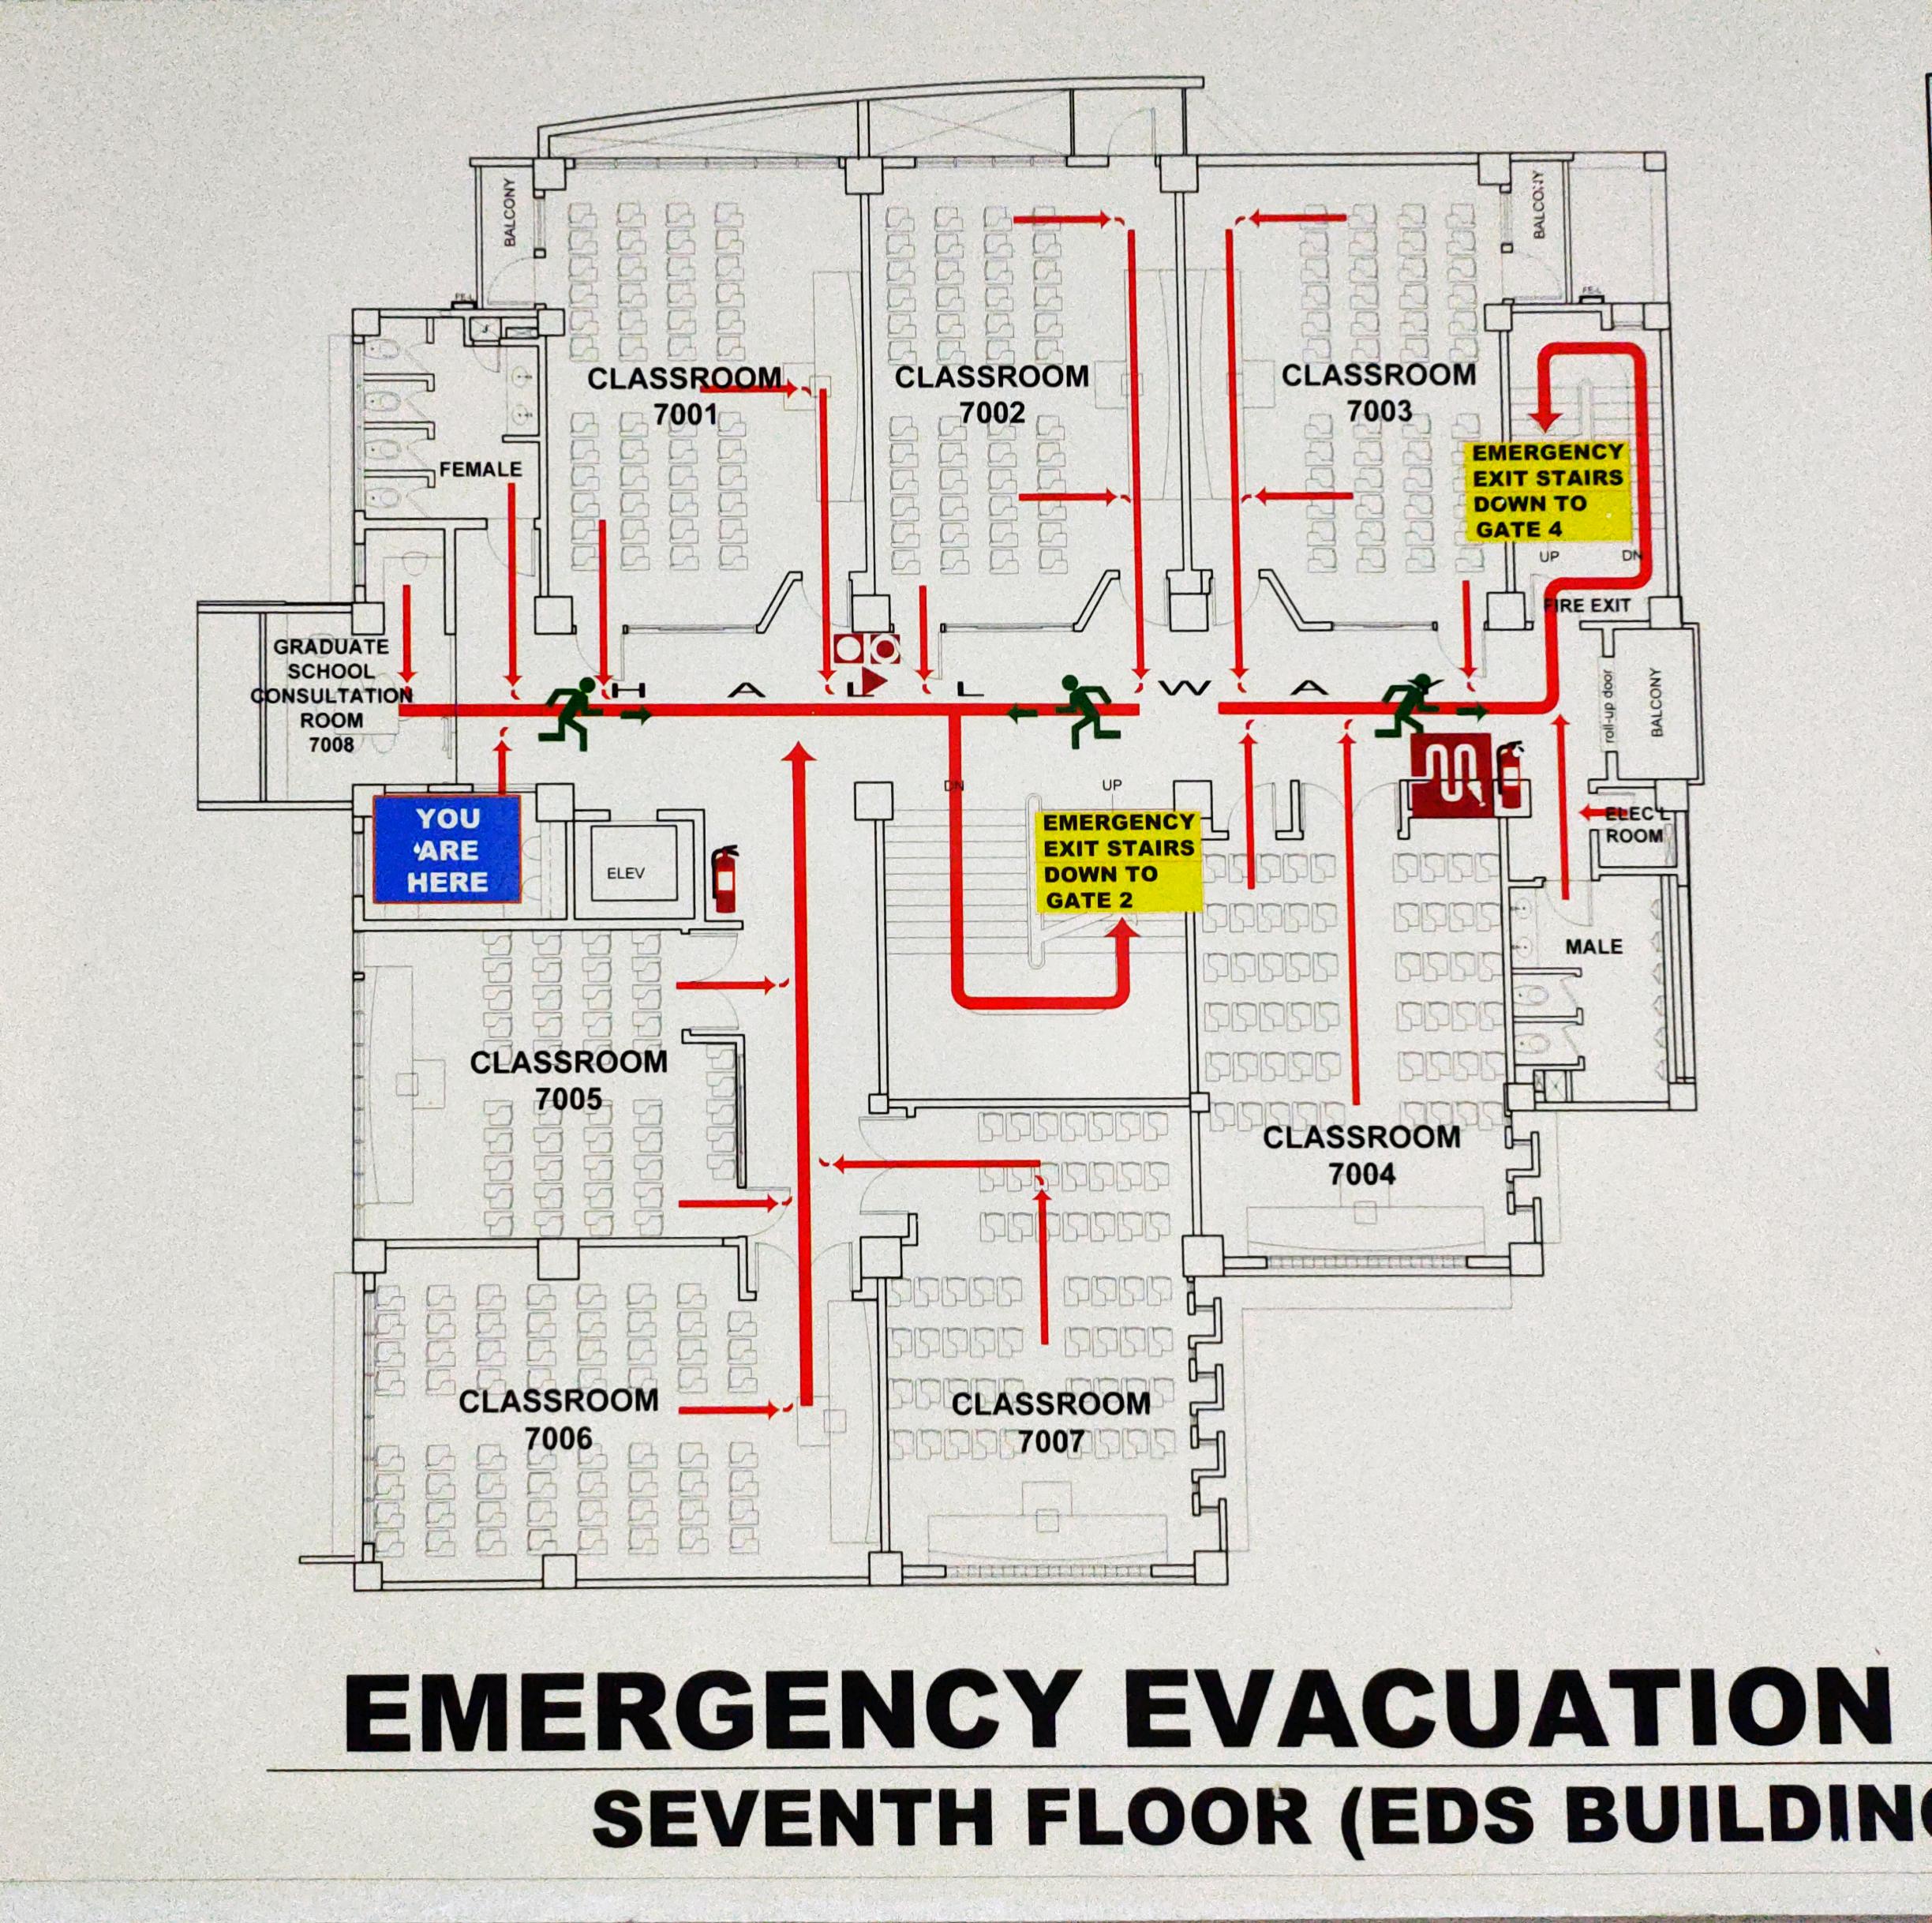 BALCONY
BALCONY
FE-L
FE-L
CLASSROOM
7001
CLASSROOM
7002
CLASSROOM
7003
FEMALE
EMERGENCY
EXIT STAIRS
DOWN TO
GATE 4
UP
DN
FIRE EXIT
GRADUATE
SCHOOL
CONSULTATION
ROOM
7008
H A L L W A
roll-up door
BALCONY
YOU
ARE
HERE
ELEV
DN
UP
EMERGENCY
EXIT STAIRS
DOWN TO
GATE 2
ELEC'L
ROOM
MALE
CLASSROOM
7005
CLASSROOM
7004
CLASSROOM
7006
CLASSROOM
7007
EMERGENCY EVACUATION
SEVENTH FLOOR (EDS BUILDIN